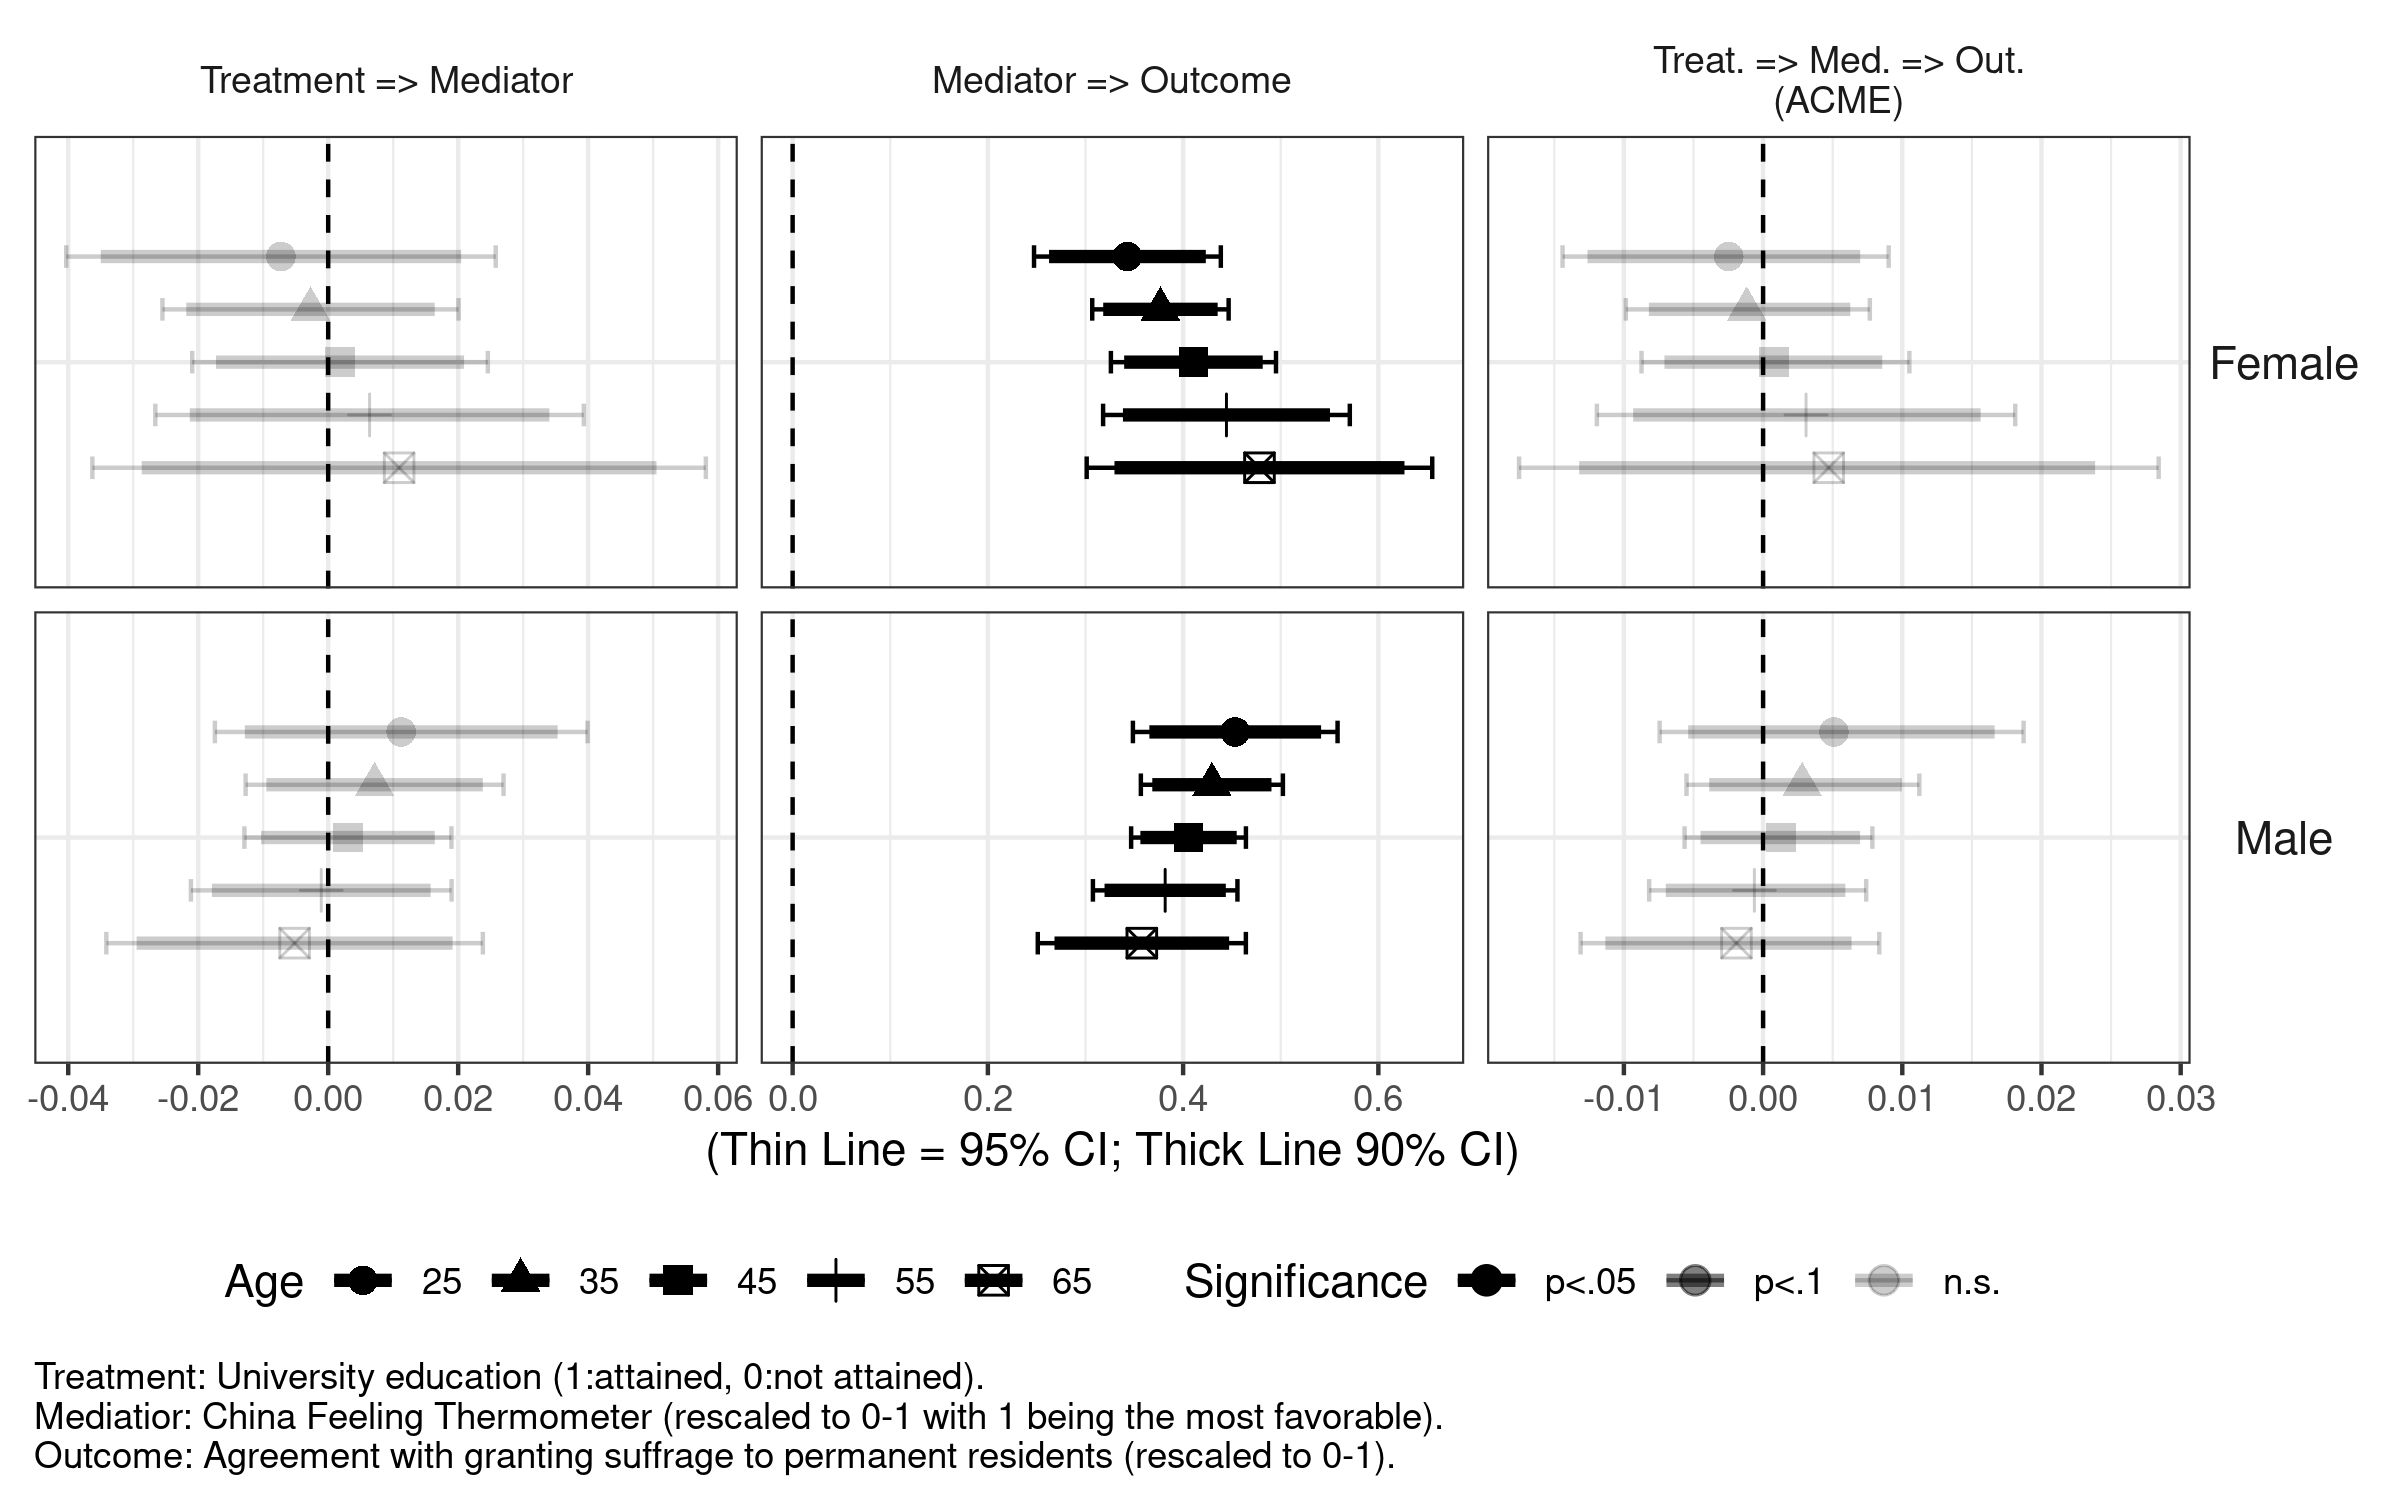 Treatment => Mediator
Mediator => Outcome
Treat. => Med. => Out.
(ACME)
Female
Male
-0.04 -0.02 0.00 0.02 0.04 0.06 0.0 0.2 0.4 0.6 -0.01 0.00 0.01 0.02 0.03
(Thin Line = 95% CI; Thick Line 90% CI)
Age 25 35 45 55 65 Significance p<.05 p<.1 n.s.
Treatment: University education (1:attained, 0:not attained).
Mediatior: China Feeling Thermometer (rescaled to 0-1 with 1 being the most favorable).
Outcome: Agreement with granting suffrage to permanent residents (rescaled to 0-1).